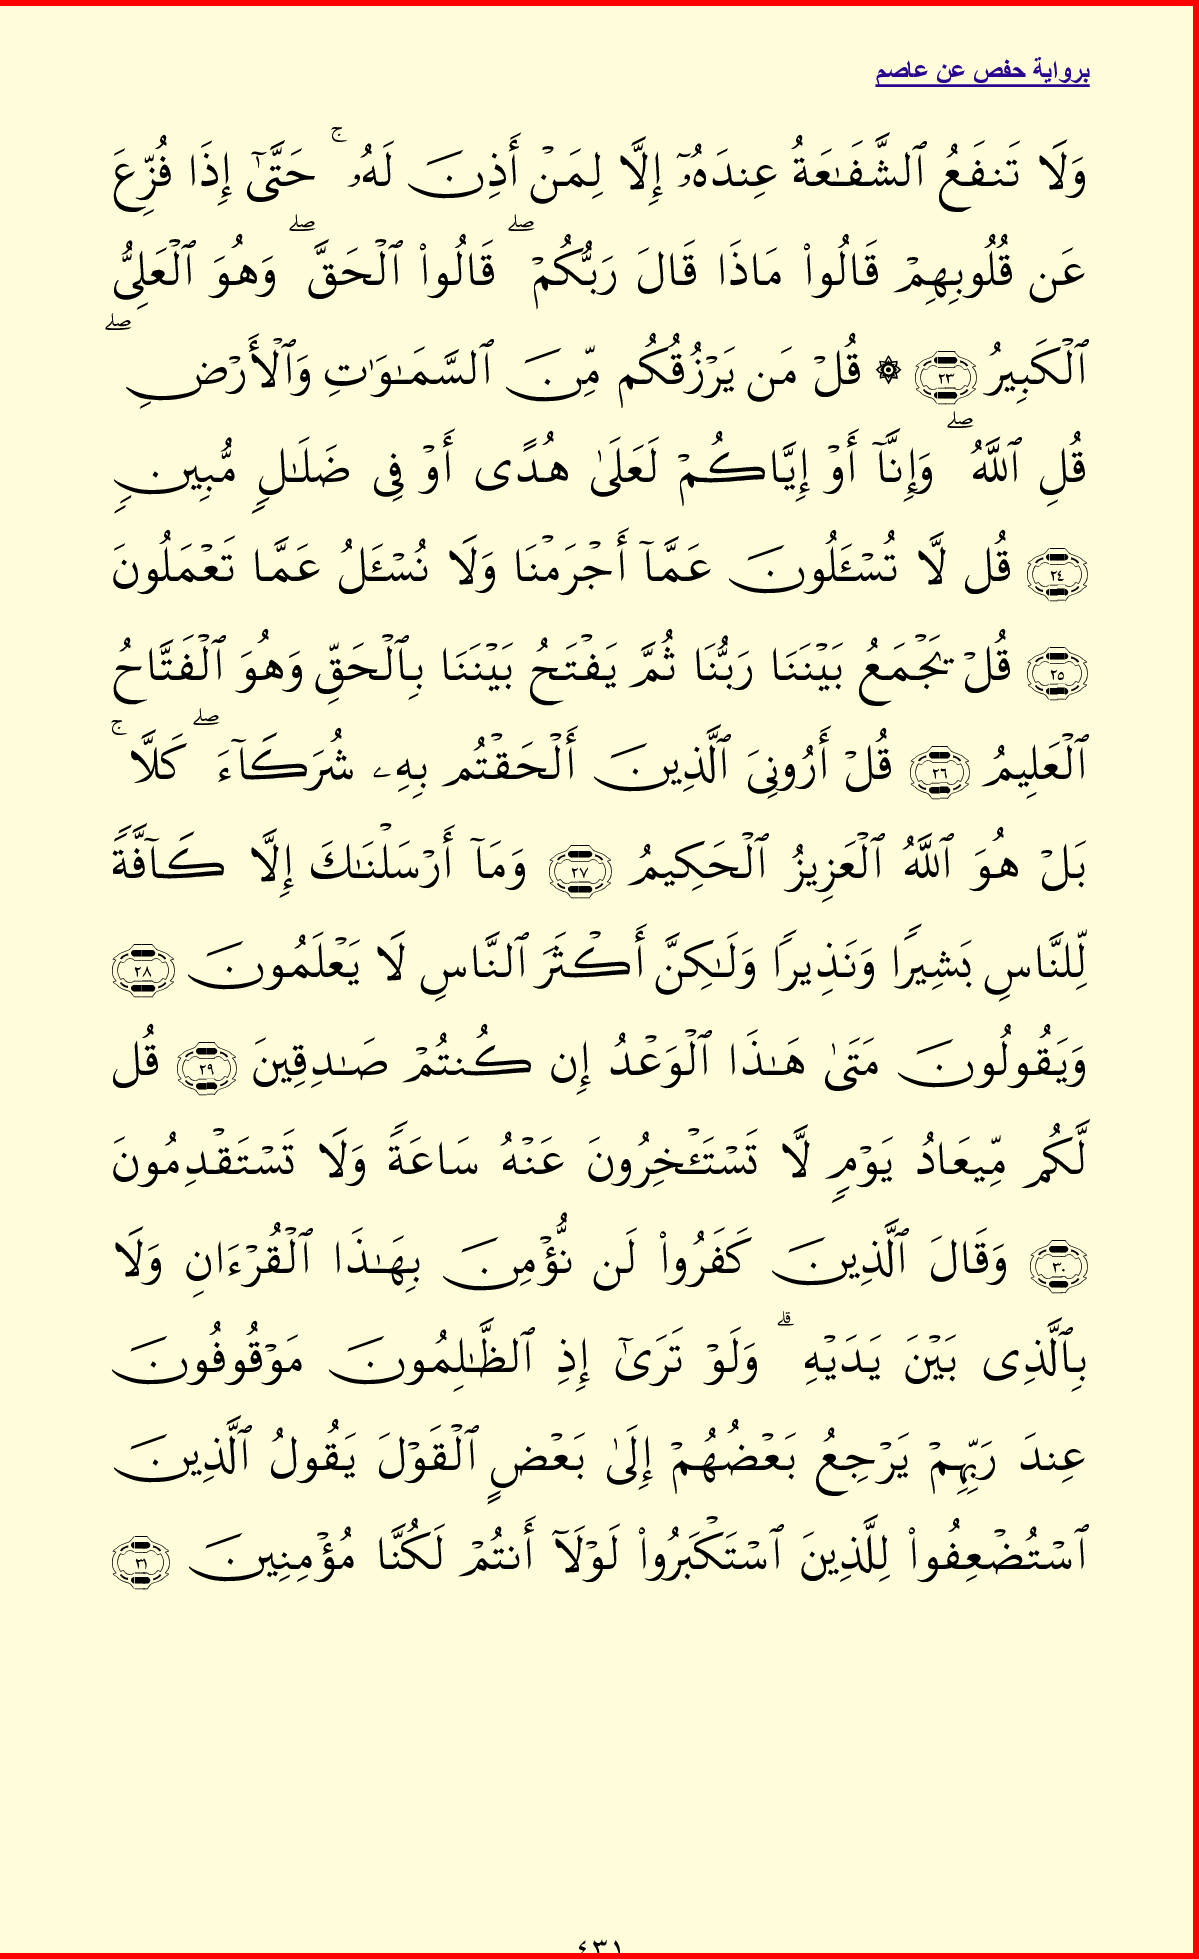 برواية حفص عن عاصم
وَلَا تَنفَعُ ٱلشَّفَـٰعَةُ عِندَهُۥٓ إِلَّا لِمَنْ أَذِنَ لَهُۥ ۚ حَتَّىٰٓ إِذَا فُزِّعَ
عَن قُلُوبِهِمْ قَالُوا۟ مَاذَا قَالَ رَبُّكُمْ ۖ قَالُوا۟ ٱلْحَقَّ ۖ وَهُوَ ٱلْعَلِىُّ
ٱلْكَبِيرُ ٢٣ ۞ قُلْ مَن يَرْزُقُكُم مِّنَ ٱلسَّمَـٰوَٰتِ وَٱلْأَرْضِ ۖ
قُلِ ٱللَّهُ ۖ وَإِنَّآ أَوْ إِيَّاكُمْ لَعَلَىٰ هُدًى أَوْ فِى ضَلَـٰلٍ مُّبِينٍ
٢٤ قُل لَّا تُسْـَٔلُونَ عَمَّآ أَجْرَمْنَا وَلَا نُسْـَٔلُ عَمَّا تَعْمَلُونَ
٢٥ قُلْ يَجْمَعُ بَيْنَنَا رَبُّنَا ثُمَّ يَفْتَحُ بَيْنَنَا بِٱلْحَقِّ وَهُوَ ٱلْفَتَّاحُ
ٱلْعَلِيمُ ٢٦ قُلْ أَرُونِىَ ٱلَّذِينَ أَلْحَقْتُم بِهِۦ شُرَكَآءَ ۖ كَلَّا ۚ
بَلْ هُوَ ٱللَّهُ ٱلْعَزِيزُ ٱلْحَكِيمُ ٢٧ وَمَآ أَرْسَلْنَـٰكَ إِلَّا كَآفَّةً
لِّلنَّاسِ بَشِيرًا وَنَذِيرًا وَلَـٰكِنَّ أَكْثَرَ ٱلنَّاسِ لَا يَعْلَمُونَ ٢٨
وَيَقُولُونَ مَتَىٰ هَـٰذَا ٱلْوَعْدُ إِن كُنتُمْ صَـٰدِقِينَ ٢٩ قُل
لَّكُم مِّيعَادُ يَوْمٍ لَّا تَسْتَـْٔخِرُونَ عَنْهُ سَاعَةً وَلَا تَسْتَقْدِمُونَ
٣٠ وَقَالَ ٱلَّذِينَ كَفَرُوا۟ لَن نُّؤْمِنَ بِهَـٰذَا ٱلْقُرْءَانِ وَلَا
بِٱلَّذِى بَيْنَ يَدَيْهِ ۗ وَلَوْ تَرَىٰٓ إِذِ ٱلظَّـٰلِمُونَ مَوْقُوفُونَ
عِندَ رَبِّهِمْ يَرْجِعُ بَعْضُهُمْ إِلَىٰ بَعْضٍ ٱلْقَوْلَ يَقُولُ ٱلَّذِينَ
ٱسْتُضْعِفُوا۟ لِلَّذِينَ ٱسْتَكْبَرُوا۟ لَوْلَآ أَنتُمْ لَكُنَّا مُؤْمِنِينَ ٣١
٤٣١